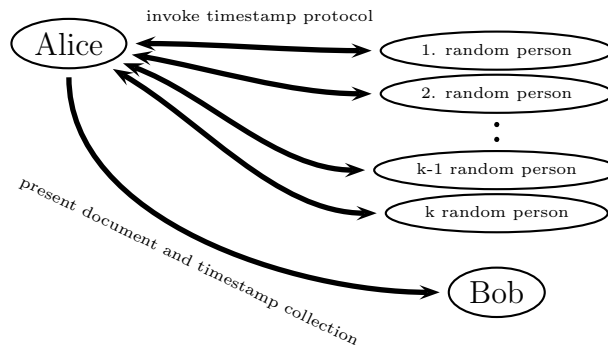 invoke timestamp protocol
Alice
1. random person
2. random person
k-1 random person
k random person
present document and timestamp collection
Bob